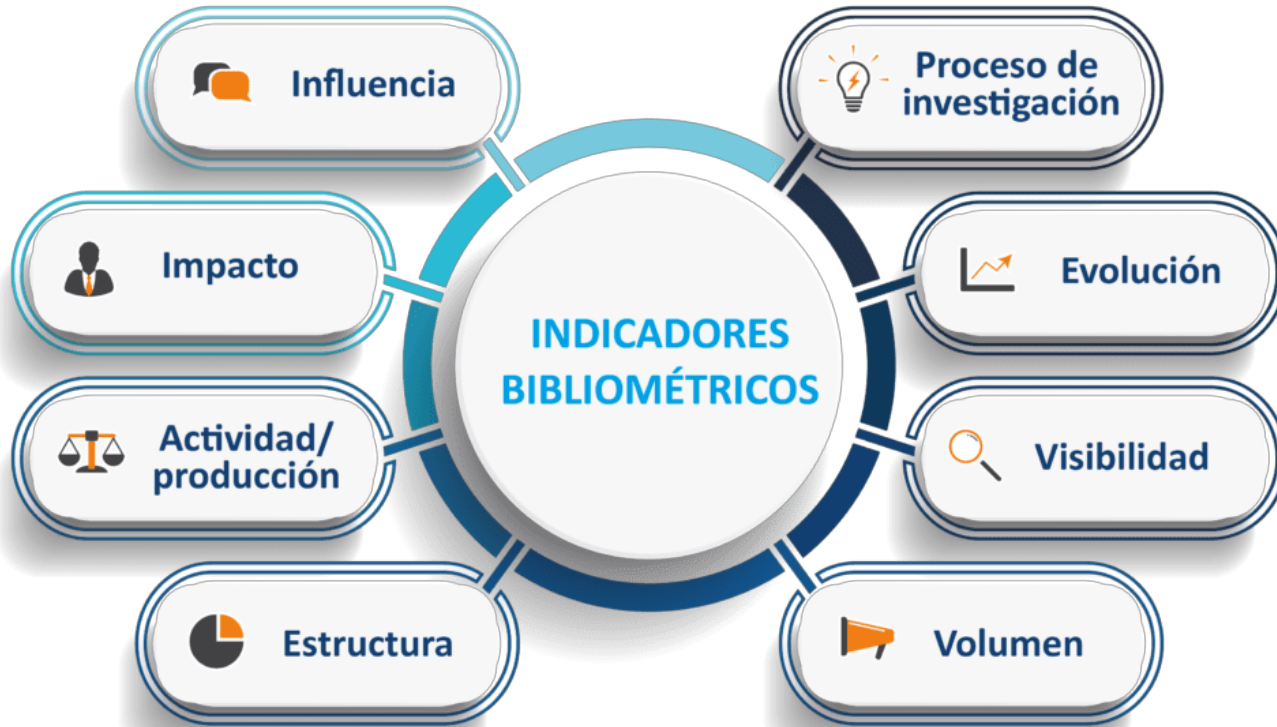 Influencia
Proceso de
investigación
Impacto
Evolución
INDICADORES
BIBLIOMÉTRICOS
Actividad/
producción
Visibilidad
Estructura
Volumen